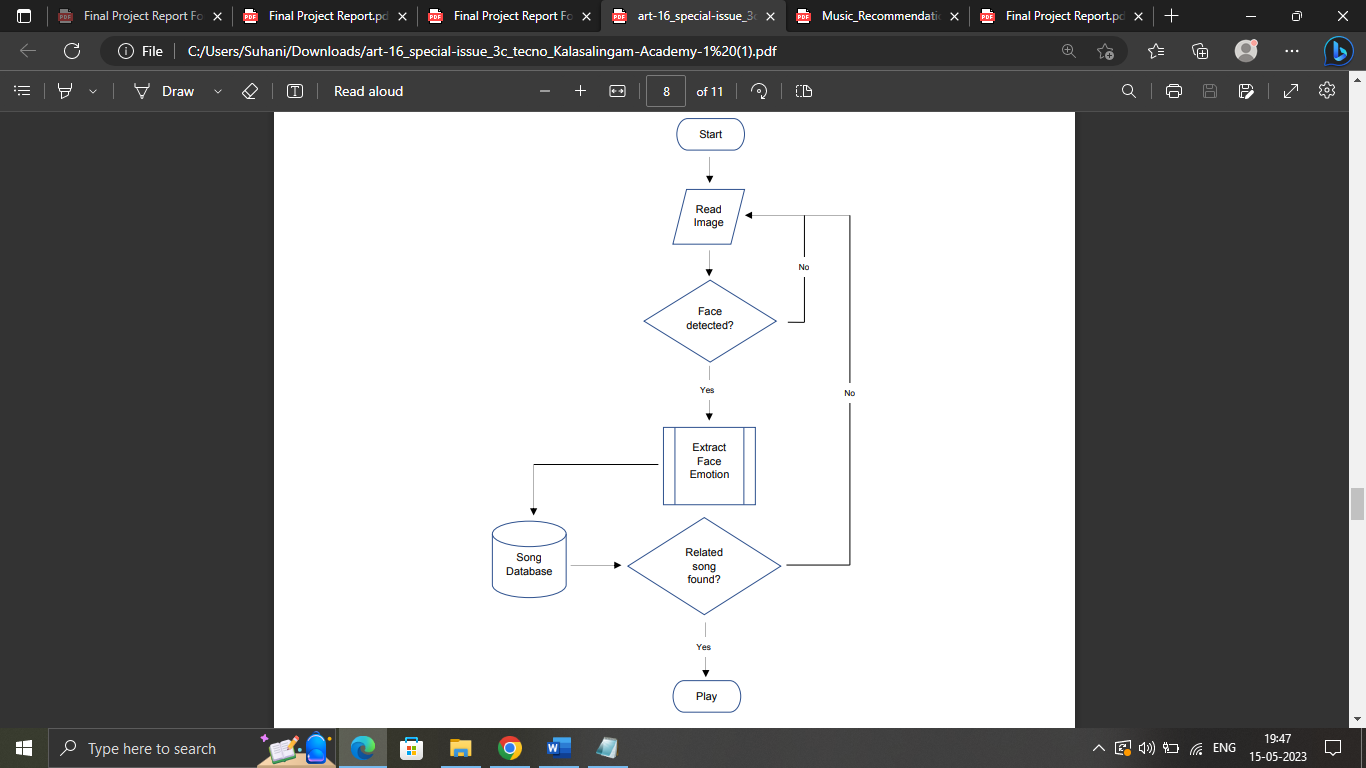 Final Project Report Fo
Final Project Report.pd
Final Project Report Fo
art-16_special-issue_3c
Music_Recommendati
Final Project Report.pd
File
C:/Users/Suhani/Downloads/art-16_special-issue_3c_tecno_Kalasalingam-Academy-1%20(1).pdf
Draw
Read aloud
8
of 11
Start
Read
Image
No
Face
detected?
Yes
No
Extract
Face
Emotion
Song
Database
Related
song
found?
Yes
Play
Type here to search
ENG
19:47
15-05-2023